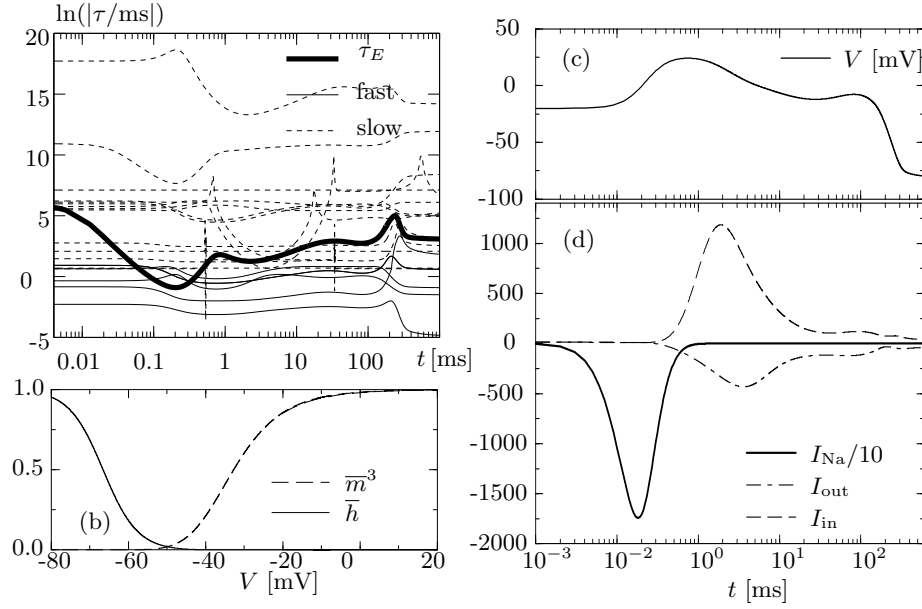 ln(|τ/ms|)
20
15
10
5
0
-5
τE
fast
slow
0.01 0.1 1 10 100
t [ms]
1.0
0.5
0.0
(b)
m̅³
h̅
-80 -60 -40 -20 0 20
V [mV]
50
0
-50
-75
-100
(c)
V [mV]
1000
500
0
-500
-1000
-1500
-2000
(d)
INa/10
Iout
Iin
10⁻³ 10⁻² 10⁰ 10¹ 10²
t [ms]